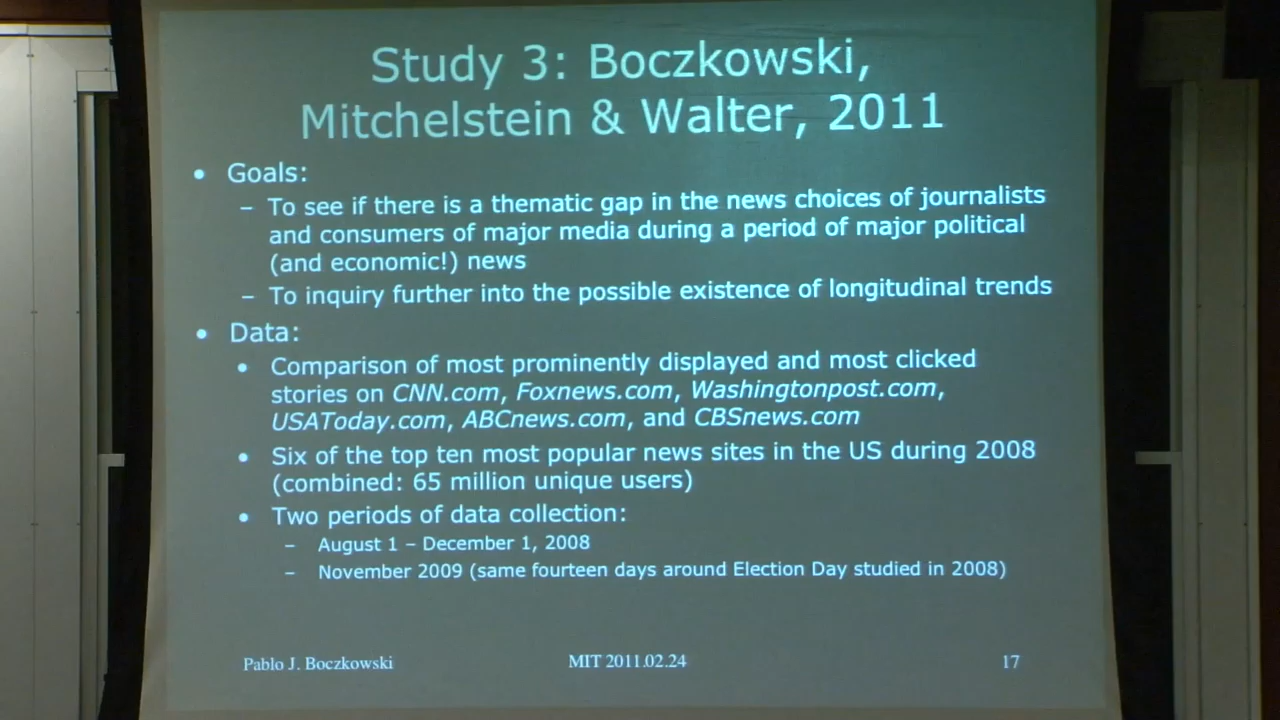 Study 3: Boczkowski,
Mitchelstein & Walter, 2011
• Goals:
– To see if there is a thematic gap in the news choices of journalists
and consumers of major media during a period of major political
(and economic!) news
– To inquiry further into the possible existence of longitudinal trends
• Data:
• Comparison of most prominently displayed and most clicked
stories on CNN.com, Foxnews.com, Washingtonpost.com,
USAToday.com, ABCnews.com, and CBSnews.com
• Six of the top ten most popular news sites in the US during 2008
(combined: 65 million unique users)
• Two periods of data collection:
– August 1 – December 1, 2008
– November 2009 (same fourteen days around Election Day studied in 2008)
Pablo J. Boczkowski MIT 2011.02.24 17